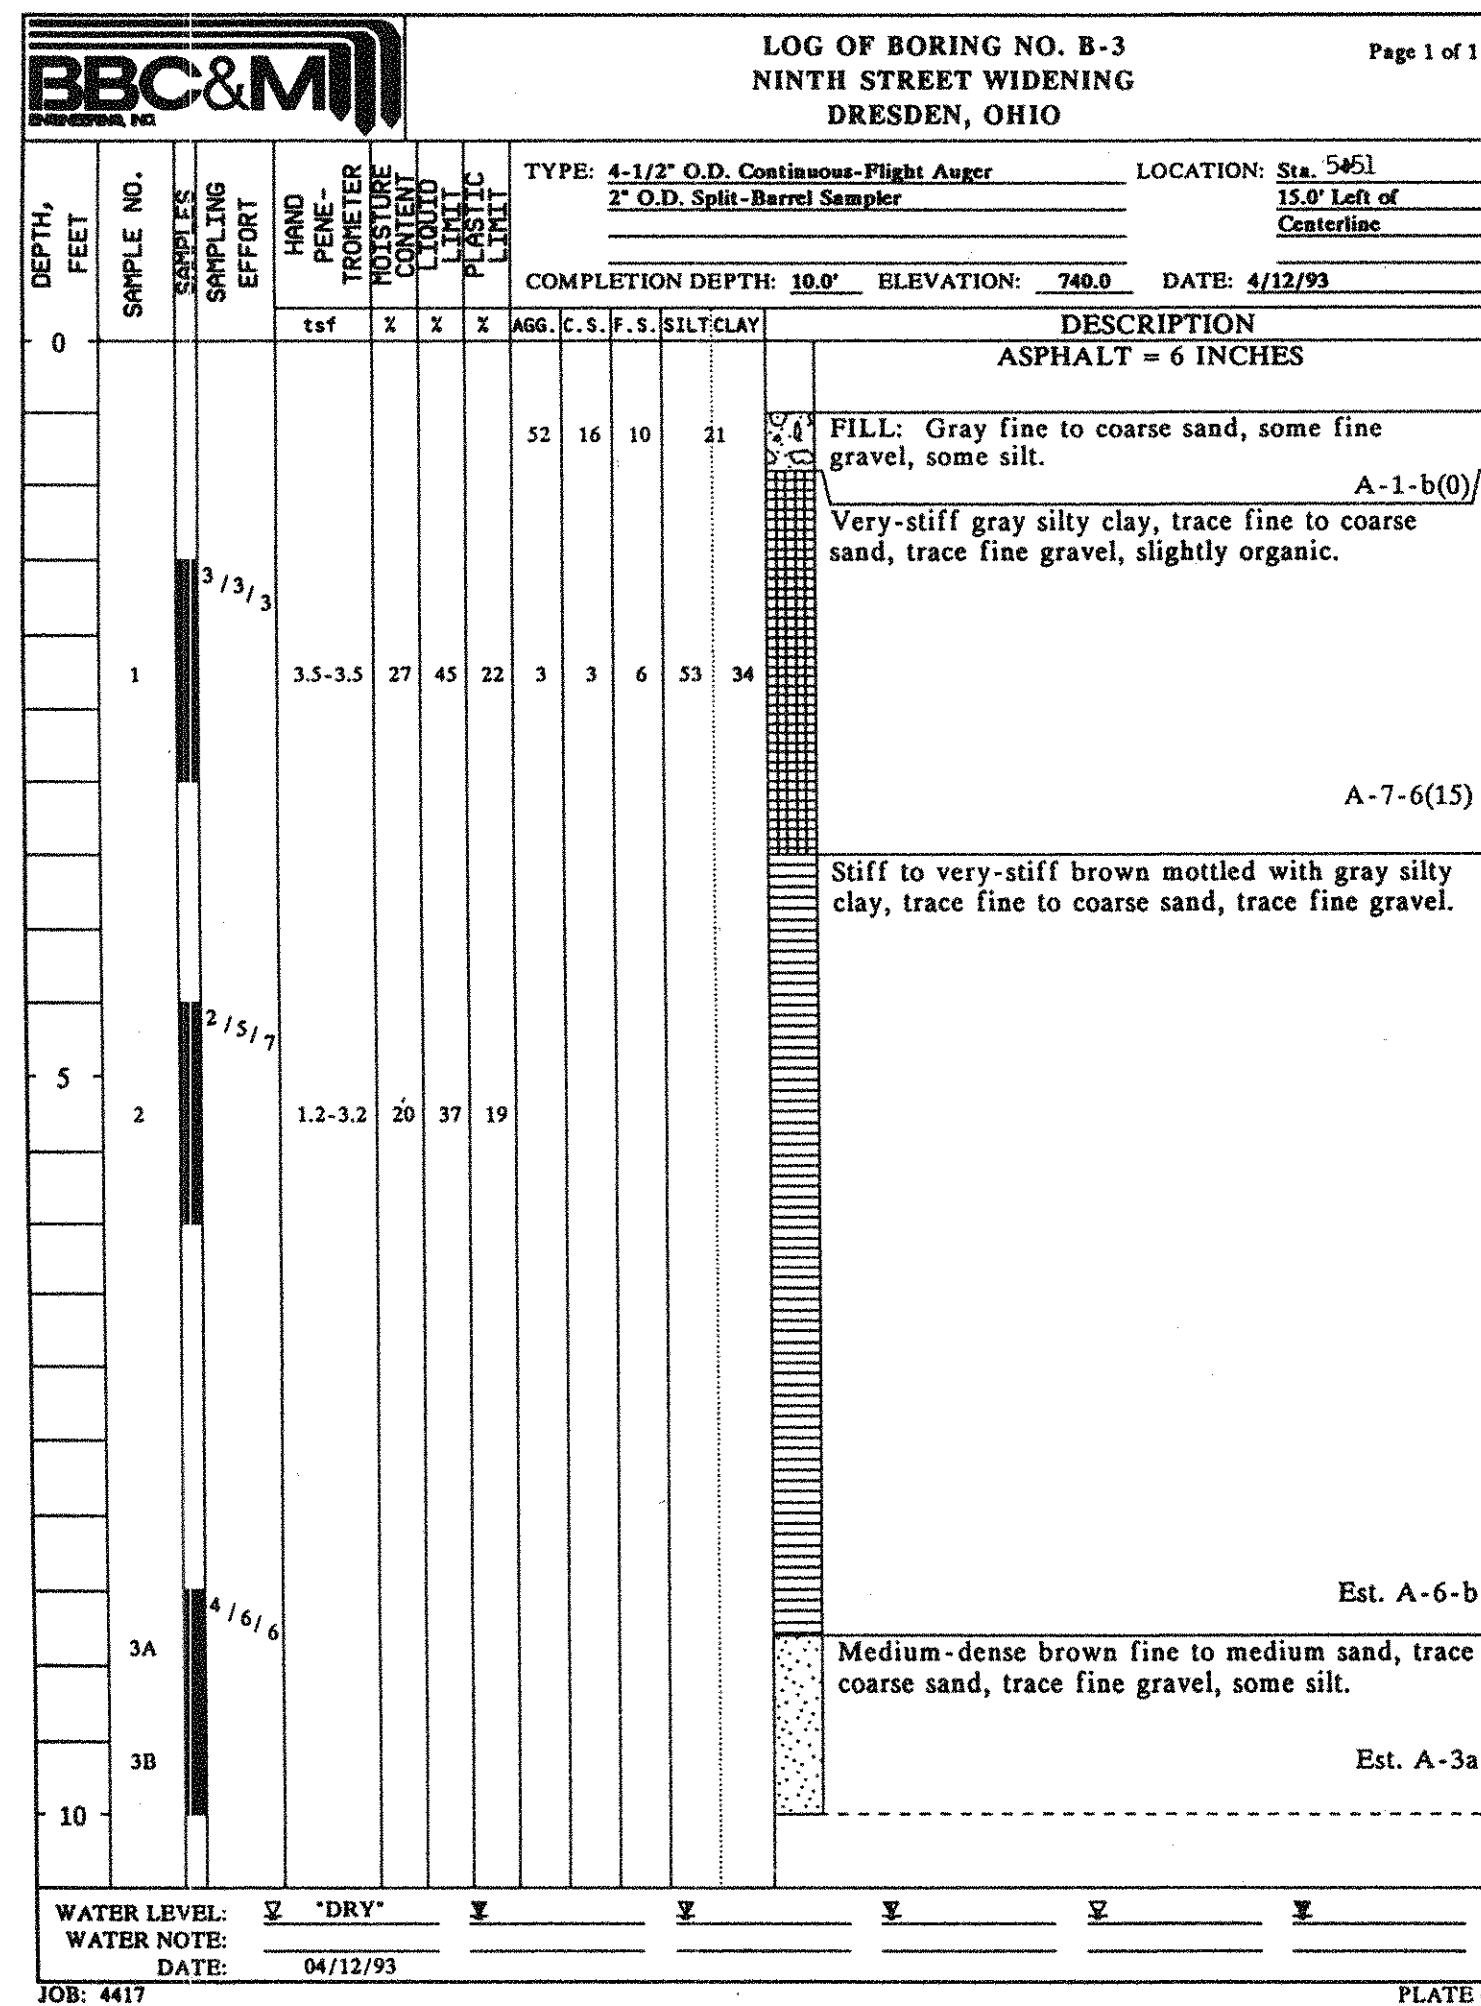 BBC&M
ENGINEERING, INC.
LOG OF BORING NO. B-3
NINTH STREET WIDENING
DRESDEN, OHIO
Page 1 of 1
DEPTH,
FEET
SAMPLE NO.
SAMPLES
SAMPLING
EFFORT
HAND
PENE-
TROMETER
MOISTURE
CONTENT
LIQUID
LIMIT
PLASTIC
LIMIT
TYPE: 4-1/2" O.D. Continuous-Flight Auger
2" O.D. Split-Barrel Sampler
LOCATION: Sta. 5+51
15.0' Left of
Centerline
COMPLETION DEPTH: 10.0' ELEVATION: 740.0 DATE: 4/12/93
tsf % % % AGG. C.S. F.S. SILT CLAY DESCRIPTION
0
ASPHALT = 6 INCHES
52 16 10 21
FILL: Gray fine to coarse sand, some fine
gravel, some silt.
A-1-b(0)
Very-stiff gray silty clay, trace fine to coarse
sand, trace fine gravel, slightly organic.
3/3/3
1 3.5-3.5 27 45 22 3 3 6 53 34
A-7-6(15)
Stiff to very-stiff brown mottled with gray silty
clay, trace fine to coarse sand, trace fine gravel.
2/5/7
5
2 1.2-3.2 20 37 19
Est. A-6-b
4/6/6
3A
Medium-dense brown fine to medium sand, trace
coarse sand, trace fine gravel, some silt.
3B
Est. A-3a
10
WATER LEVEL: "DRY"
WATER NOTE:
DATE: 04/12/93
JOB: 4417
PLATE